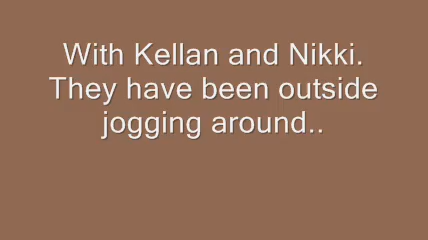 With Kellan and Nikki.
They have been outside
jogging around..